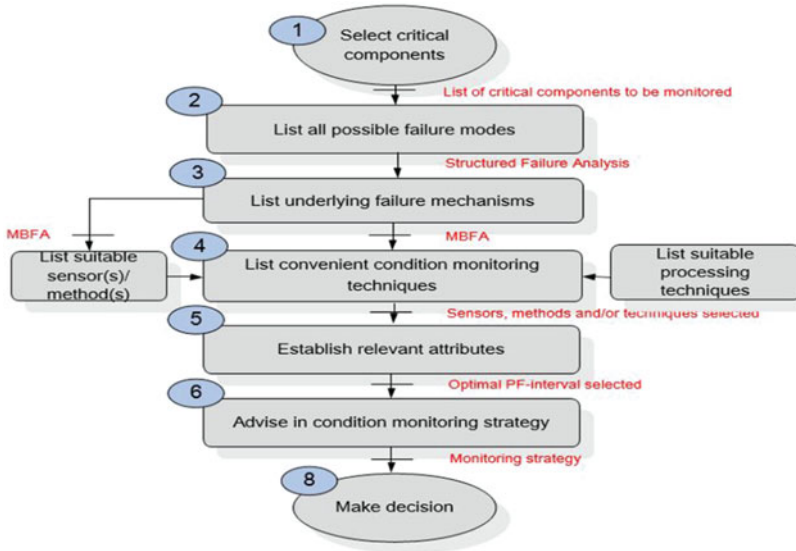 1
Select critical
components
List of critical components to be monitored
2
List all possible failure modes
Structured Failure Analysis
3
List underlying failure mechanisms
MBFA
MBFA
List suitable
sensor(s)/
method(s)
4
List convenient condition monitoring
techniques
List suitable
processing
techniques
Sensors, methods and/or techniques selected
5
Establish relevant attributes
Optimal PF-interval selected
6
Advise in condition monitoring strategy
Monitoring strategy
8
Make decision